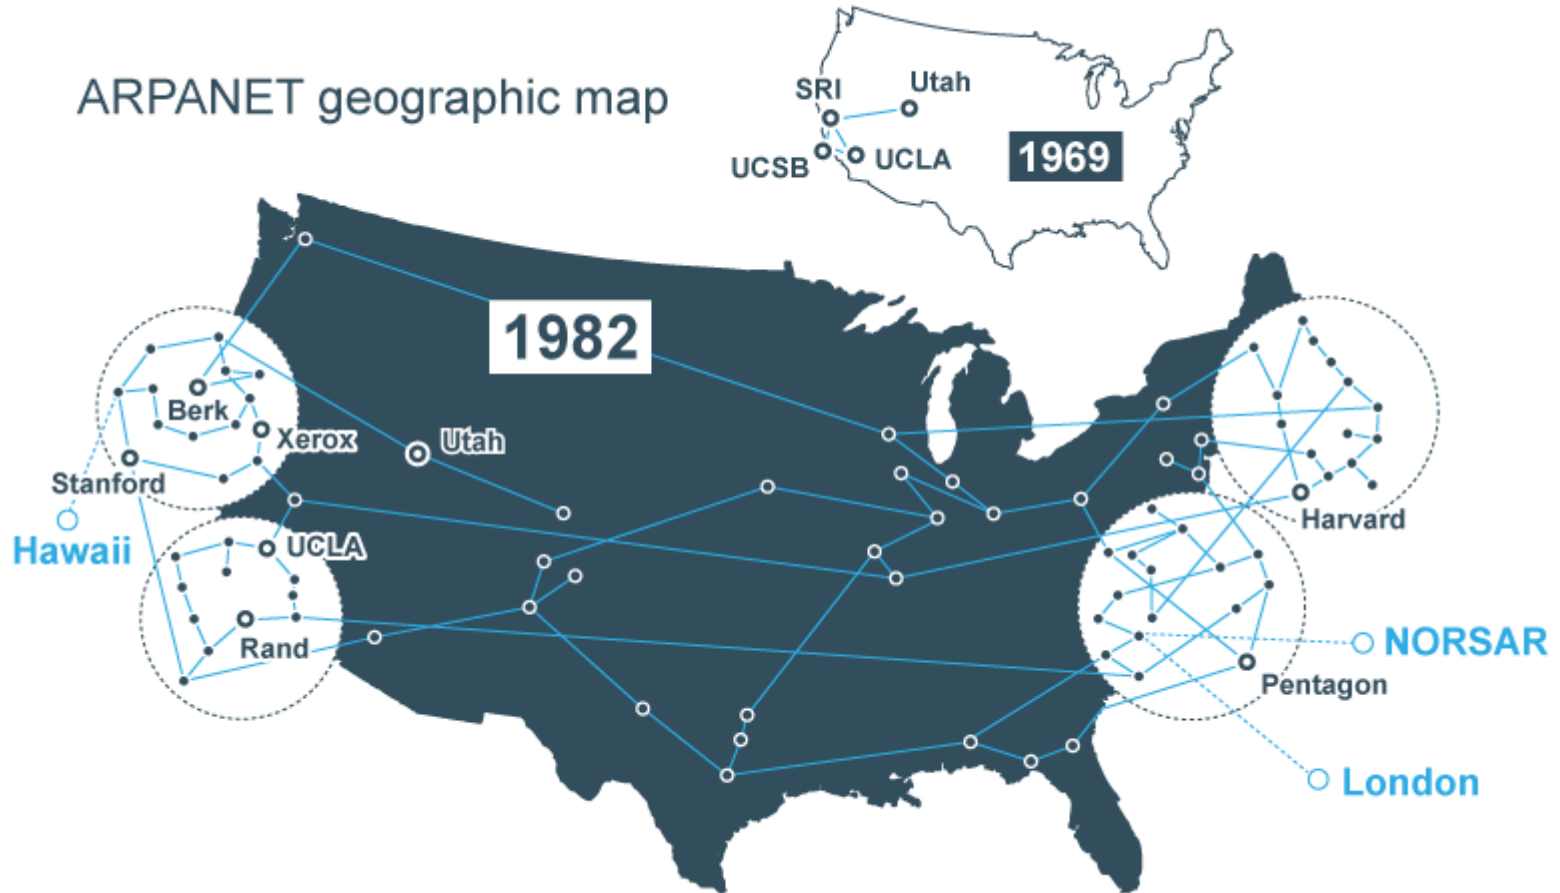 ARPANET geographic map
SRI
Utah
UCSB
UCLA
1969
1982
Berk
Xerox
Utah
Stanford
Hawaii
UCLA
Rand
Harvard
NORSAR
Pentagon
London